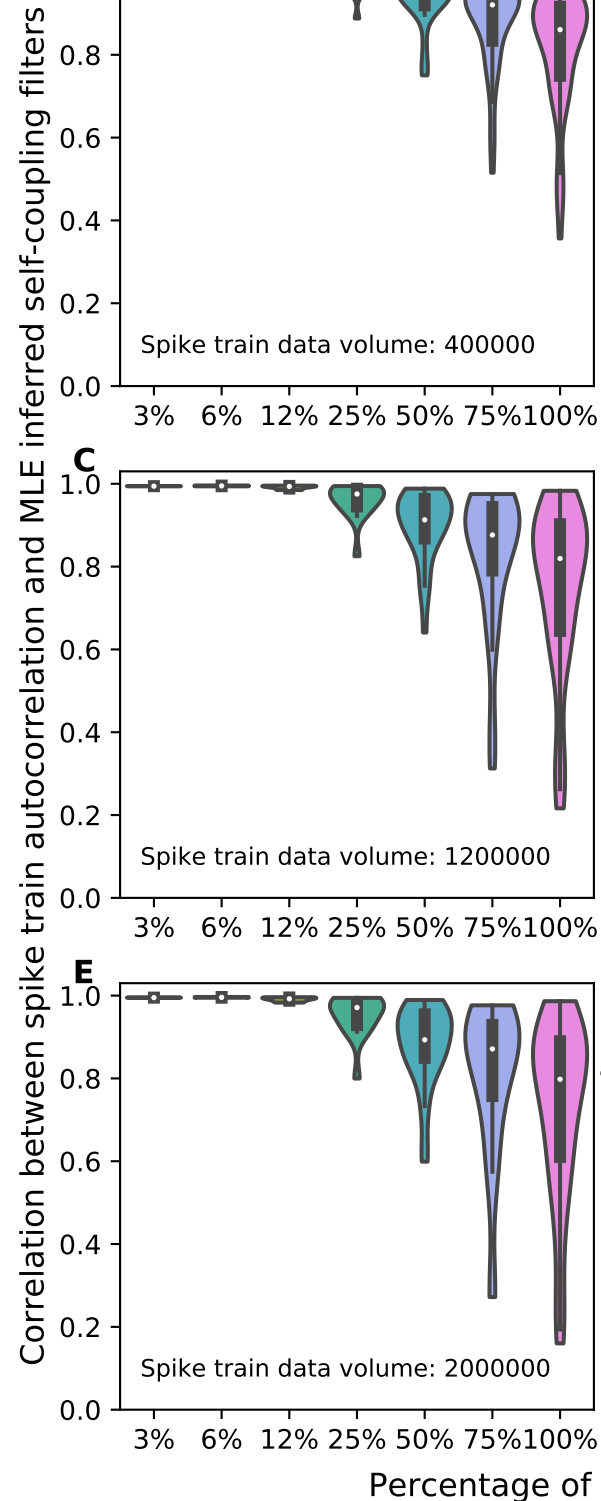 Correlation between spike train autocorrelation and MLE inferred self-coupling filters
0.8
0.6
0.4
0.2
0.0
Spike train data volume: 400000
3% 6% 12% 25% 50% 75% 100%
C
1.0
0.8
0.6
0.4
0.2
0.0
Spike train data volume: 1200000
3% 6% 12% 25% 50% 75% 100%
E
1.0
0.8
0.6
0.4
0.2
0.0
Spike train data volume: 2000000
3% 6% 12% 25% 50% 75% 100%
Percentage of